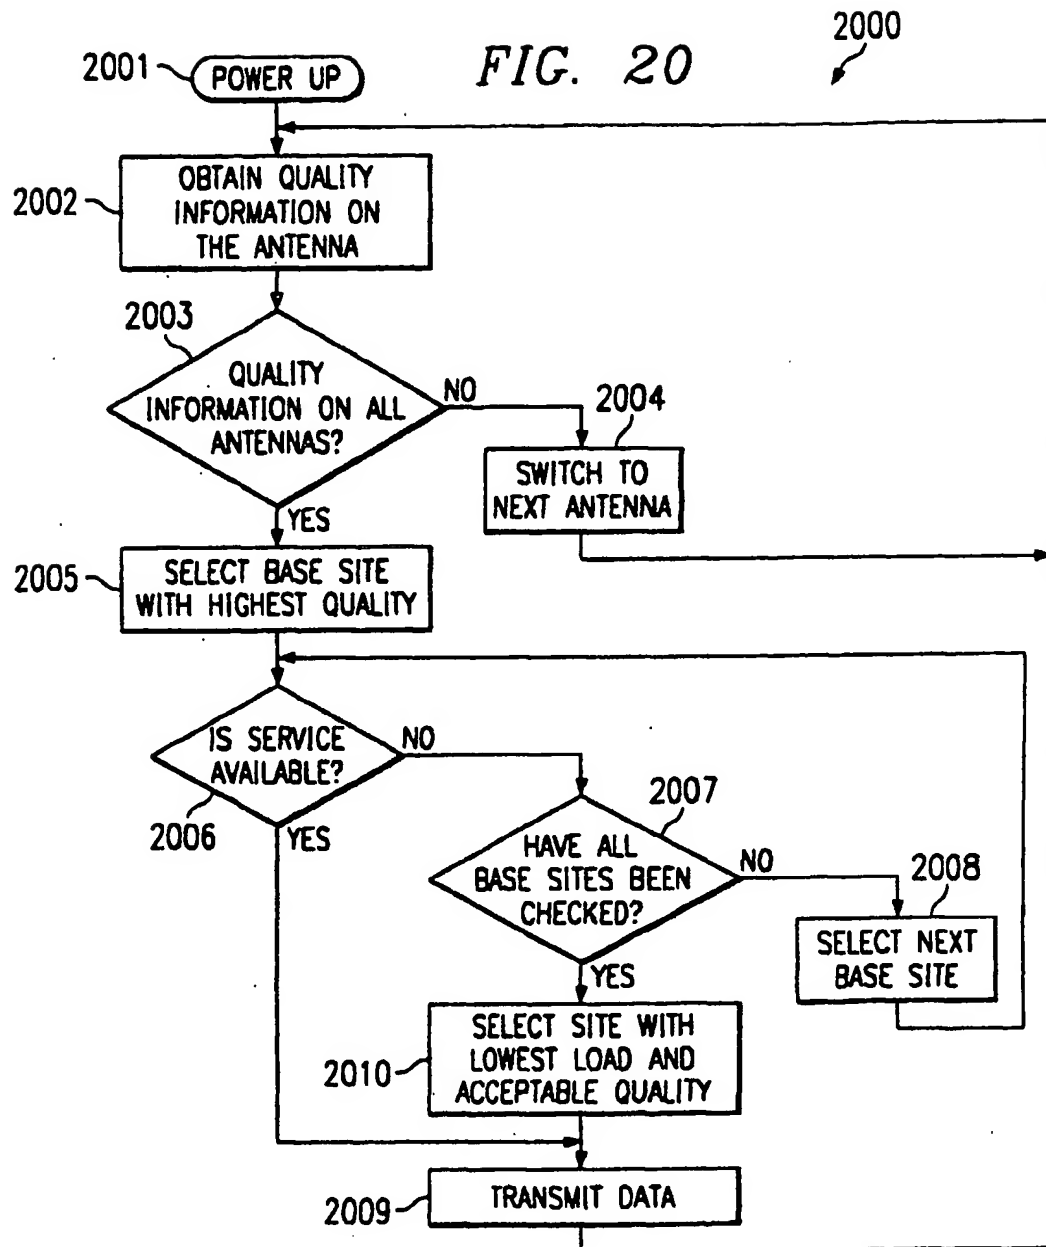 FIG. 20
2000
2001
POWER UP
2002
OBTAIN QUALITY
INFORMATION ON
THE ANTENNA
2003
QUALITY
INFORMATION ON ALL
ANTENNAS?
NO
2004
SWITCH TO
NEXT ANTENNA
YES
2005
SELECT BASE SITE
WITH HIGHEST QUALITY
IS SERVICE
AVAILABLE?
NO
2006
YES
2007
HAVE ALL
BASE SITES BEEN
CHECKED?
NO
2008
SELECT NEXT
BASE SITE
YES
2010
SELECT SITE WITH
LOWEST LOAD AND
ACCEPTABLE QUALITY
2009
TRANSMIT DATA